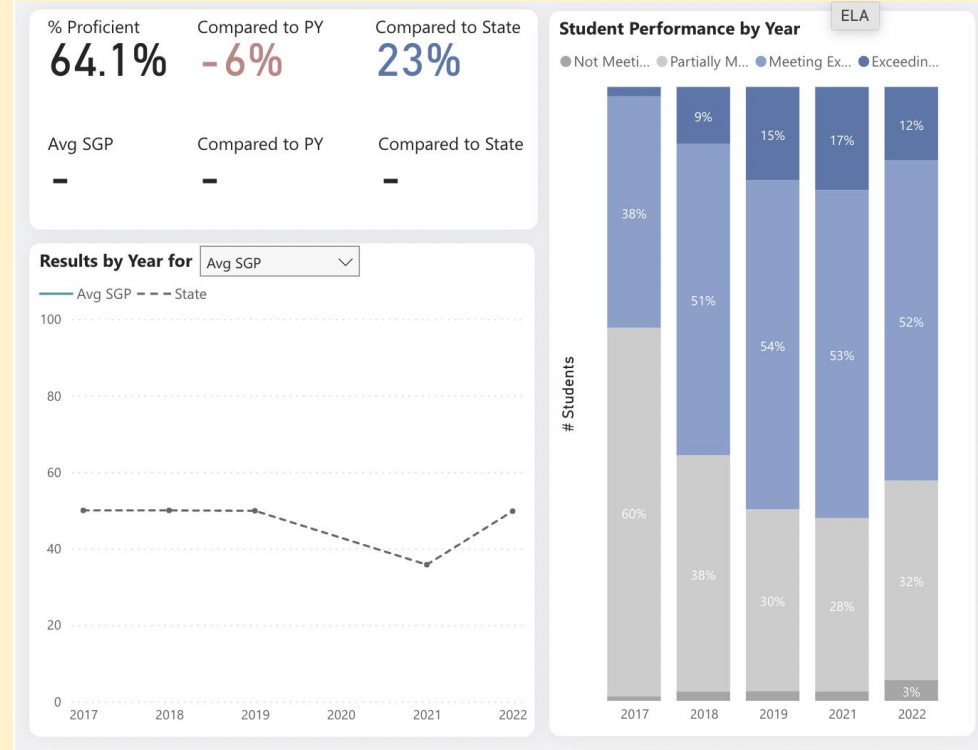 ELA
% Proficient Compared to PY Compared to State
64.1% -6% 23%
Avg SGP Compared to PY Compared to State
- - -
Results by Year for Avg SGP
Avg SGP State
100
80
60
40
20
0
2017 2018 2019 2020 2021 2022
Student Performance by Year
Not Meeti... Partially M... Meeting Ex... Exceedin...
# Students
9% 15% 17% 12%
38% 51% 54% 53% 52%
60% 38% 30% 28% 32%
3%
2017 2018 2019 2021 2022